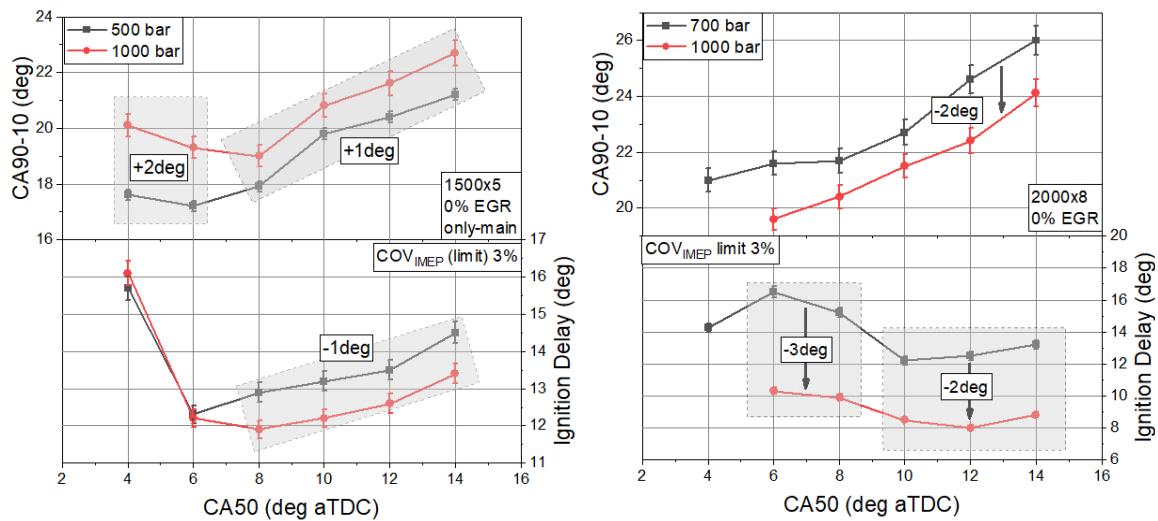 500 bar
1000 bar
24
22
20
18
16
CA90-10 (deg)
+2deg
+1deg
1500x5
0% EGR
only-main
COV_IMEP (limit) 3%
17
16
15
14
13
12
11
Ignition Delay (deg)
-1deg
2 4 6 8 10 12 14 16
CA50 (deg aTDC)
700 bar
1000 bar
26
24
22
20
CA90-10 (deg)
-2deg
2000x8
0% EGR
COV_IMEP limit 3%
20
18
16
14
12
10
8
6
Ignition Delay (deg)
-3deg
-2deg
2 4 6 8 10 12 14 16
CA50 (deg aTDC)